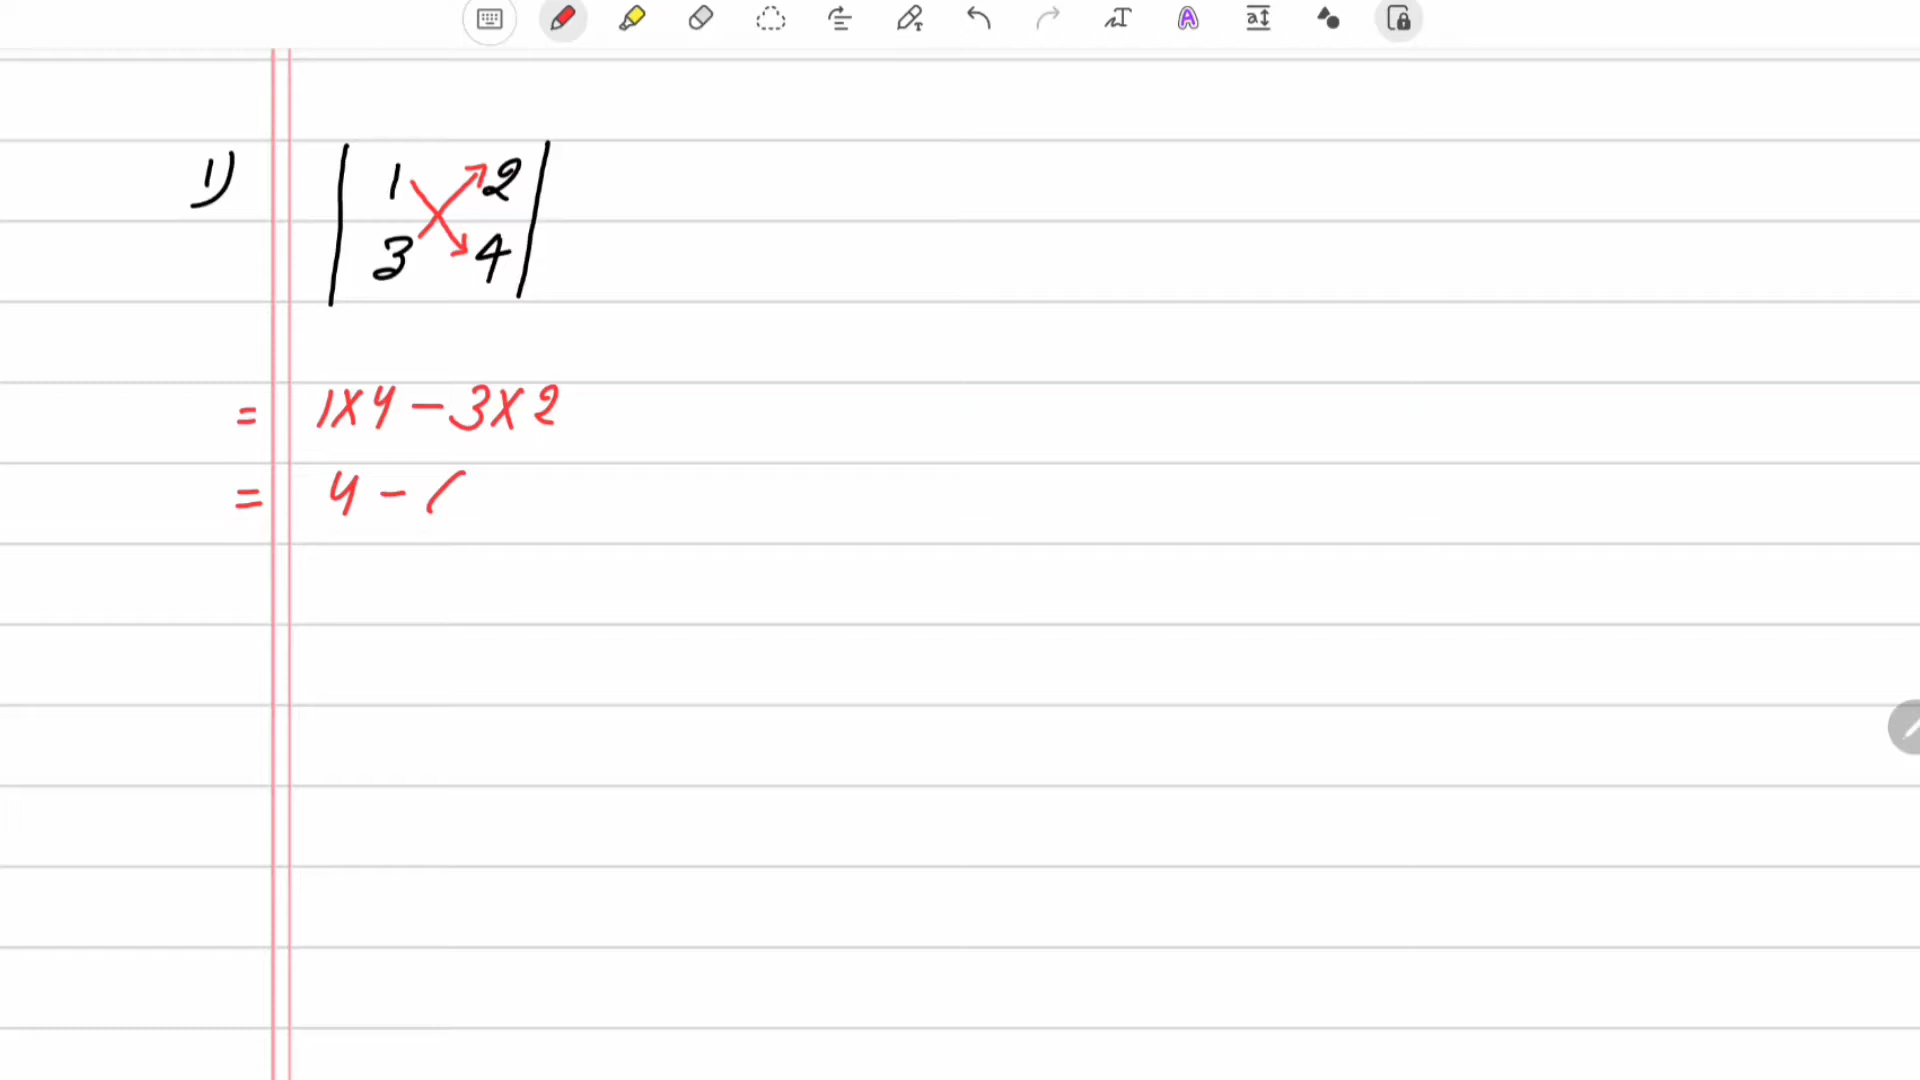 1) | 1 2 |
| 3 4 |
= 1x4 - 3x2
= 4 - (